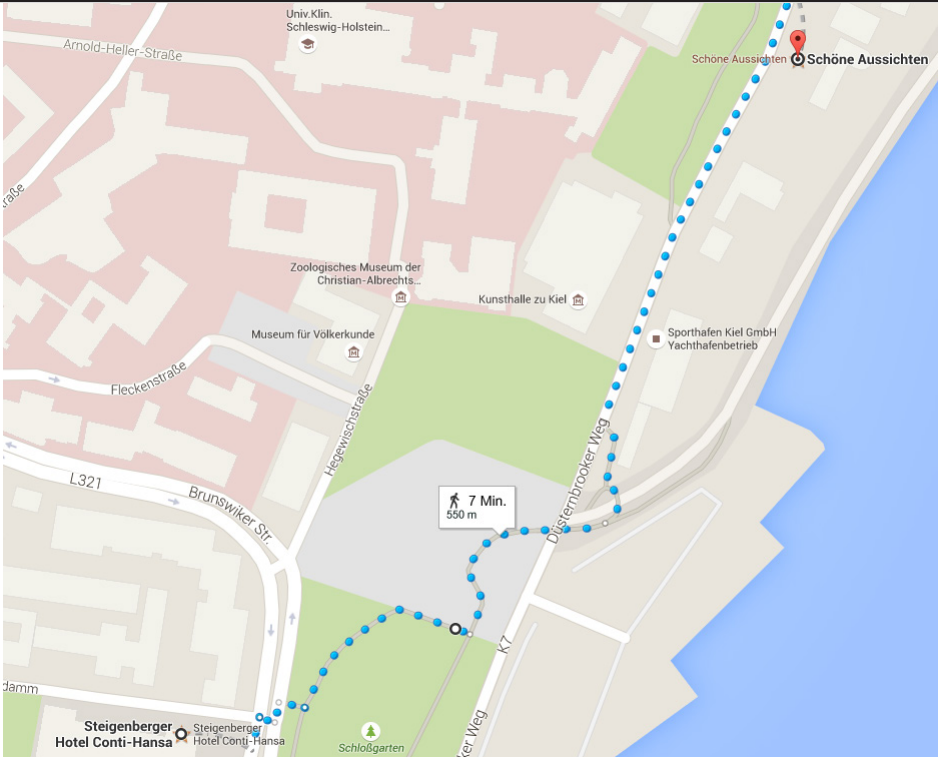 Univ.Klin.
Schleswig-Holstein...
Arnold-Heller-Straße
Schöne Aussichten
Schöne Aussichten
raße
Zoologisches Museum der
Christian-Albrechts...
Kunsthalle zu Kiel
Museum für Völkerkunde
Sporthafen Kiel GmbH
Yachthafenbetrieb
Fleckenstraße
Hegewischstraße
Düsternbrooker Weg
L321
Brunswiker Str.
7 Min.
550 m
K7
damm
Steigenberger
Hotel Conti-Hansa
Steigenberger
Hotel Conti-Hansa
Schloßgarten
ker Weg